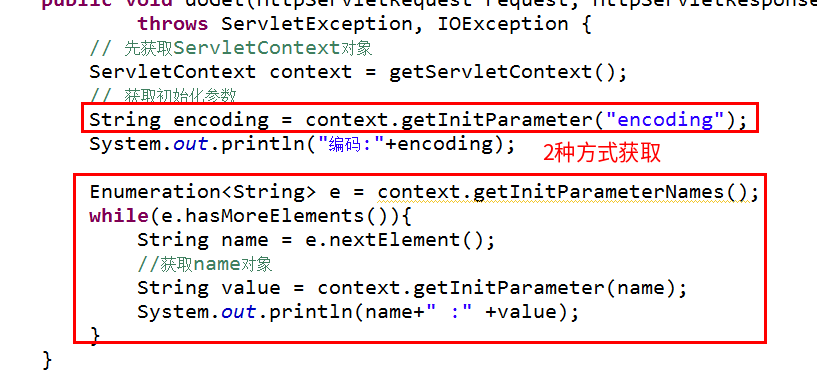 public void doGet(HttpServletRequest request, HttpServletResponse
throws ServletException, IOException {
// 先获取ServletContext对象
ServletContext context = getServletContext();
// 获取初始化参数
String encoding = context.getInitParameter("encoding");
System.out.println("编码:"+encoding);
2种方式获取
Enumeration<String> e = context.getInitParameterNames();
while(e.hasMoreElements()){
String name = e.nextElement();
//获取name对象
String value = context.getInitParameter(name);
System.out.println(name+" :" +value);
}
}